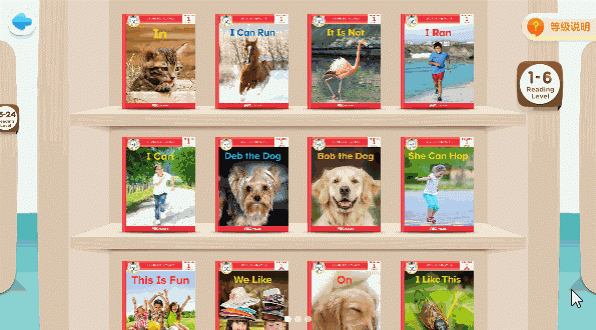 In
I Can Run
It Is Not
I Ran
等级说明
1-6
Reading
Level
3-24
Reading
Level
I Can
Deb the Dog
Bob the Dog
She Can Hop
This Is Fun
We Like
On
I Like This